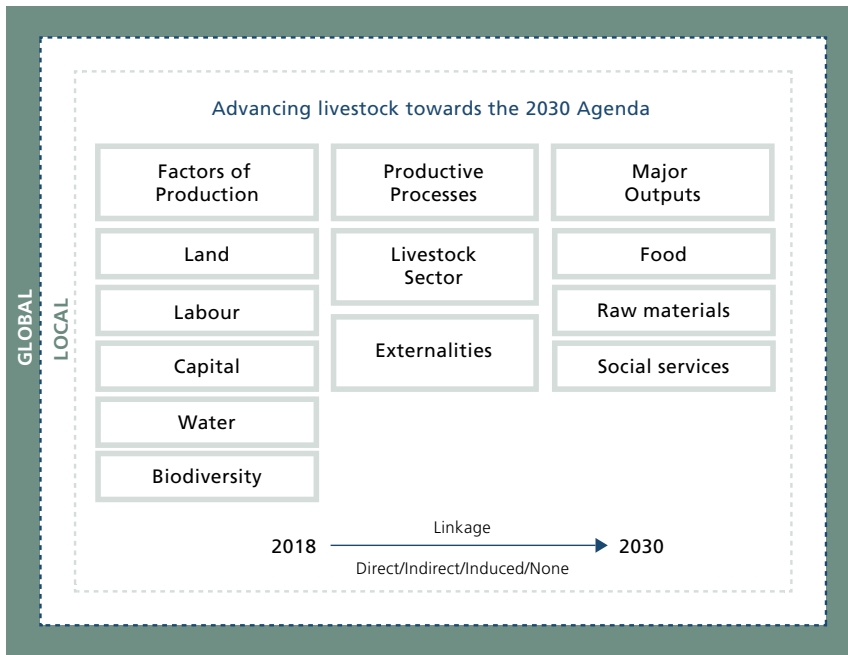 Advancing livestock towards the 2030 Agenda
Factors of
Production
Productive
Processes
Major
Outputs
Land
Labour
Capital
Water
Biodiversity
Livestock
Sector
Externalities
Food
Raw materials
Social services
GLOBAL
LOCAL
Linkage
2018
2030
Direct/Indirect/Induced/None